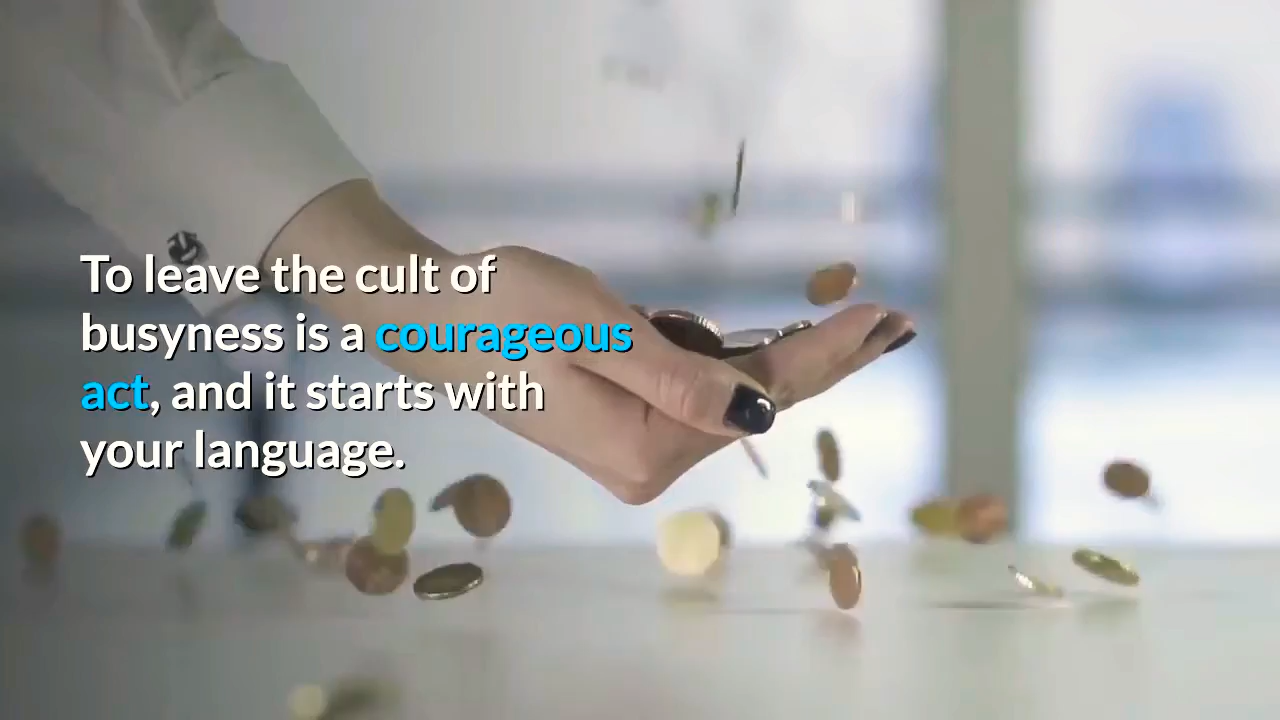 To leave the cult of
busyness is a courageous
act, and it starts with
your language.